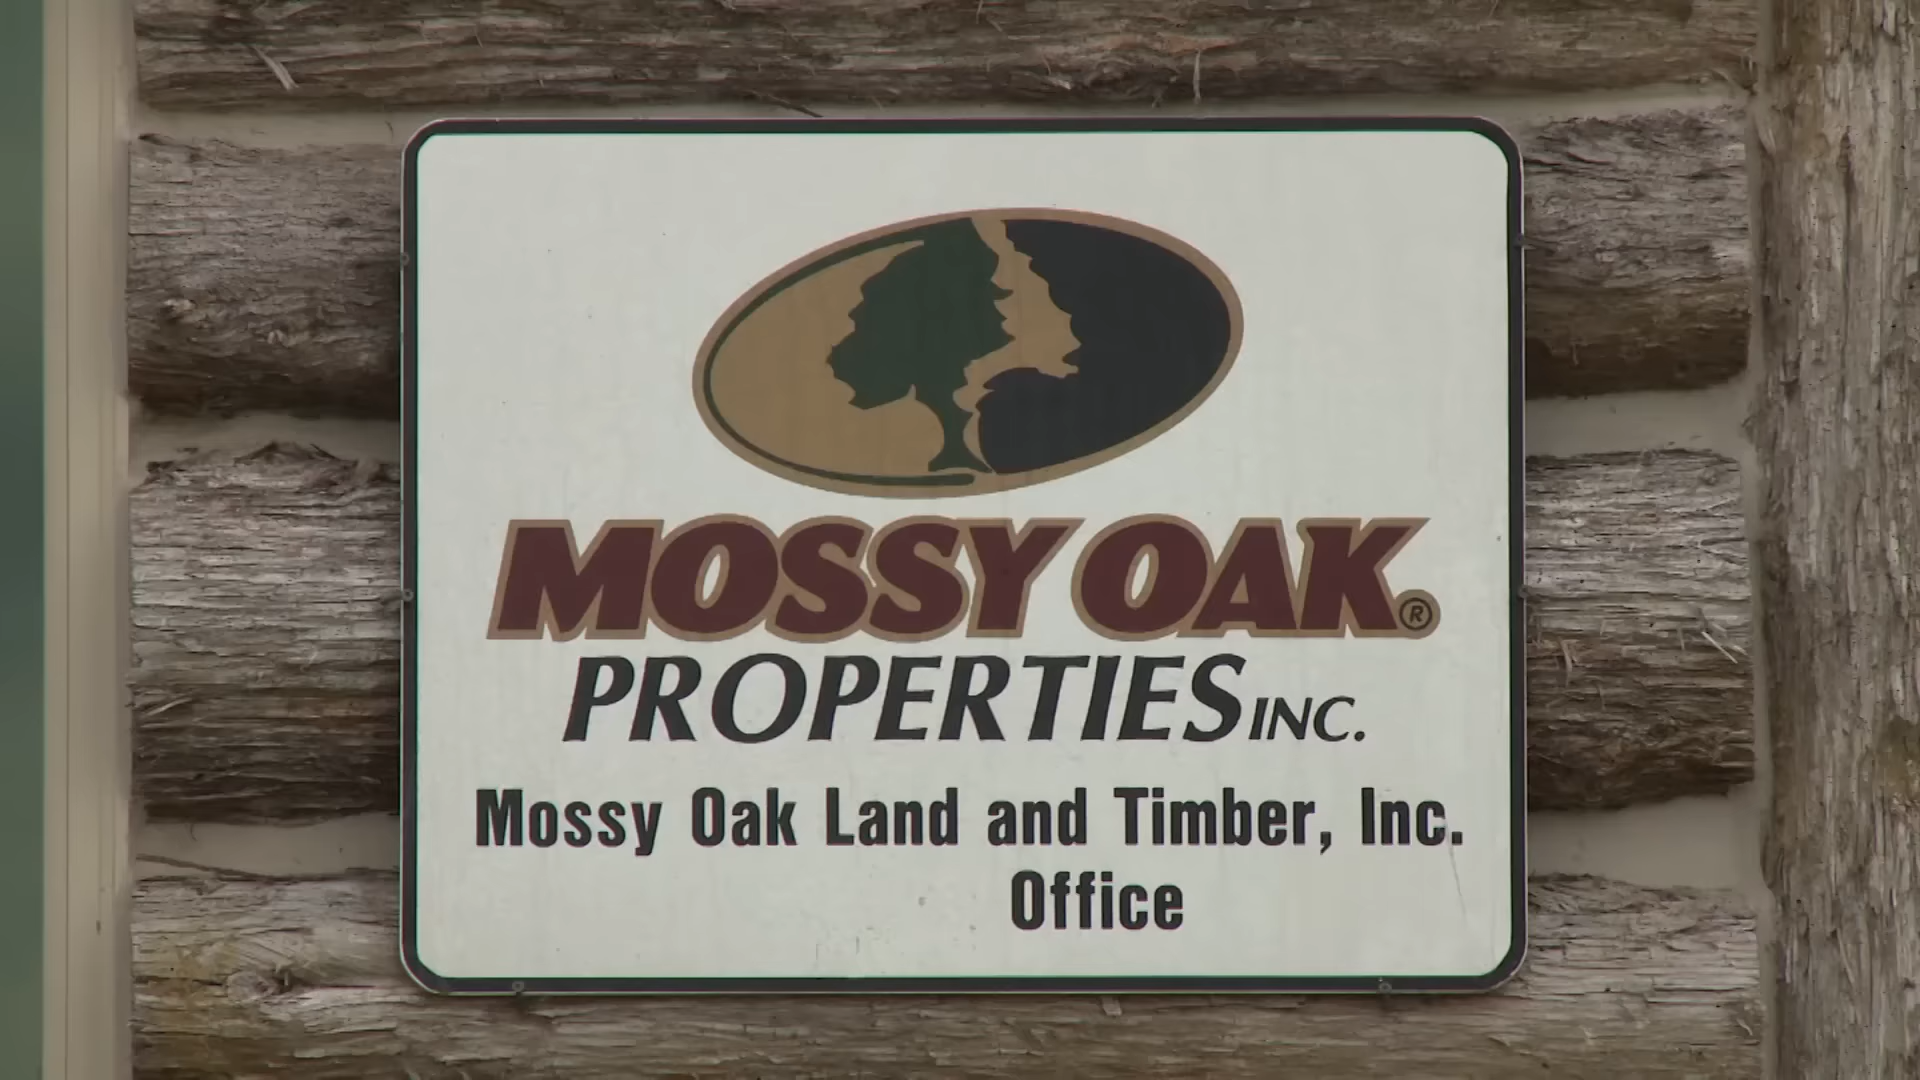 MOSSY OAK®
PROPERTIES INC.
Mossy Oak Land and Timber, Inc.
Office